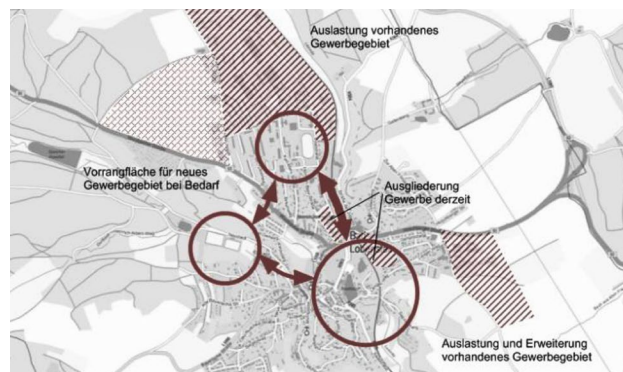 Auslastung vorhandenes
Gewerbegebiet
Vorrangfläche für neues
Gewerbegebiet bei Bedarf
Ausgliederung
Gewerbe derzeit
Auslastung und Erweiterung
vorhandenes Gewerbegebiet